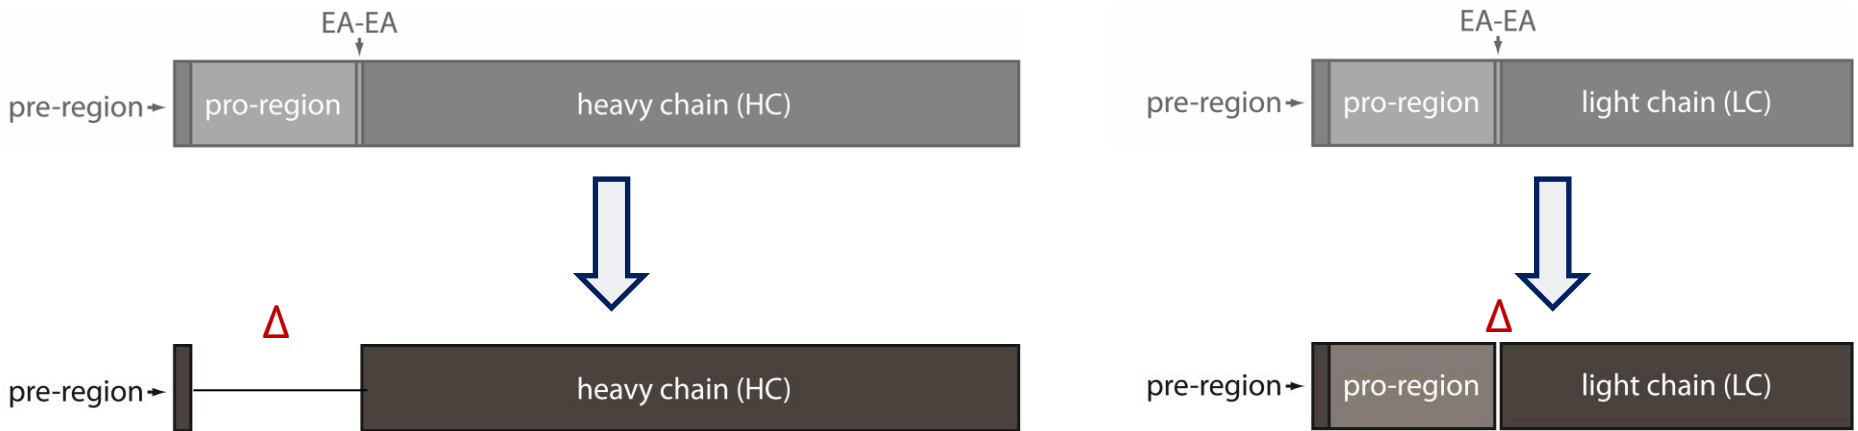 EA-EA
pre-region
pro-region
heavy chain (HC)
EA-EA
pre-region
pro-region
light chain (LC)
Δ
pre-region
heavy chain (HC)
Δ
pre-region
pro-region
light chain (LC)